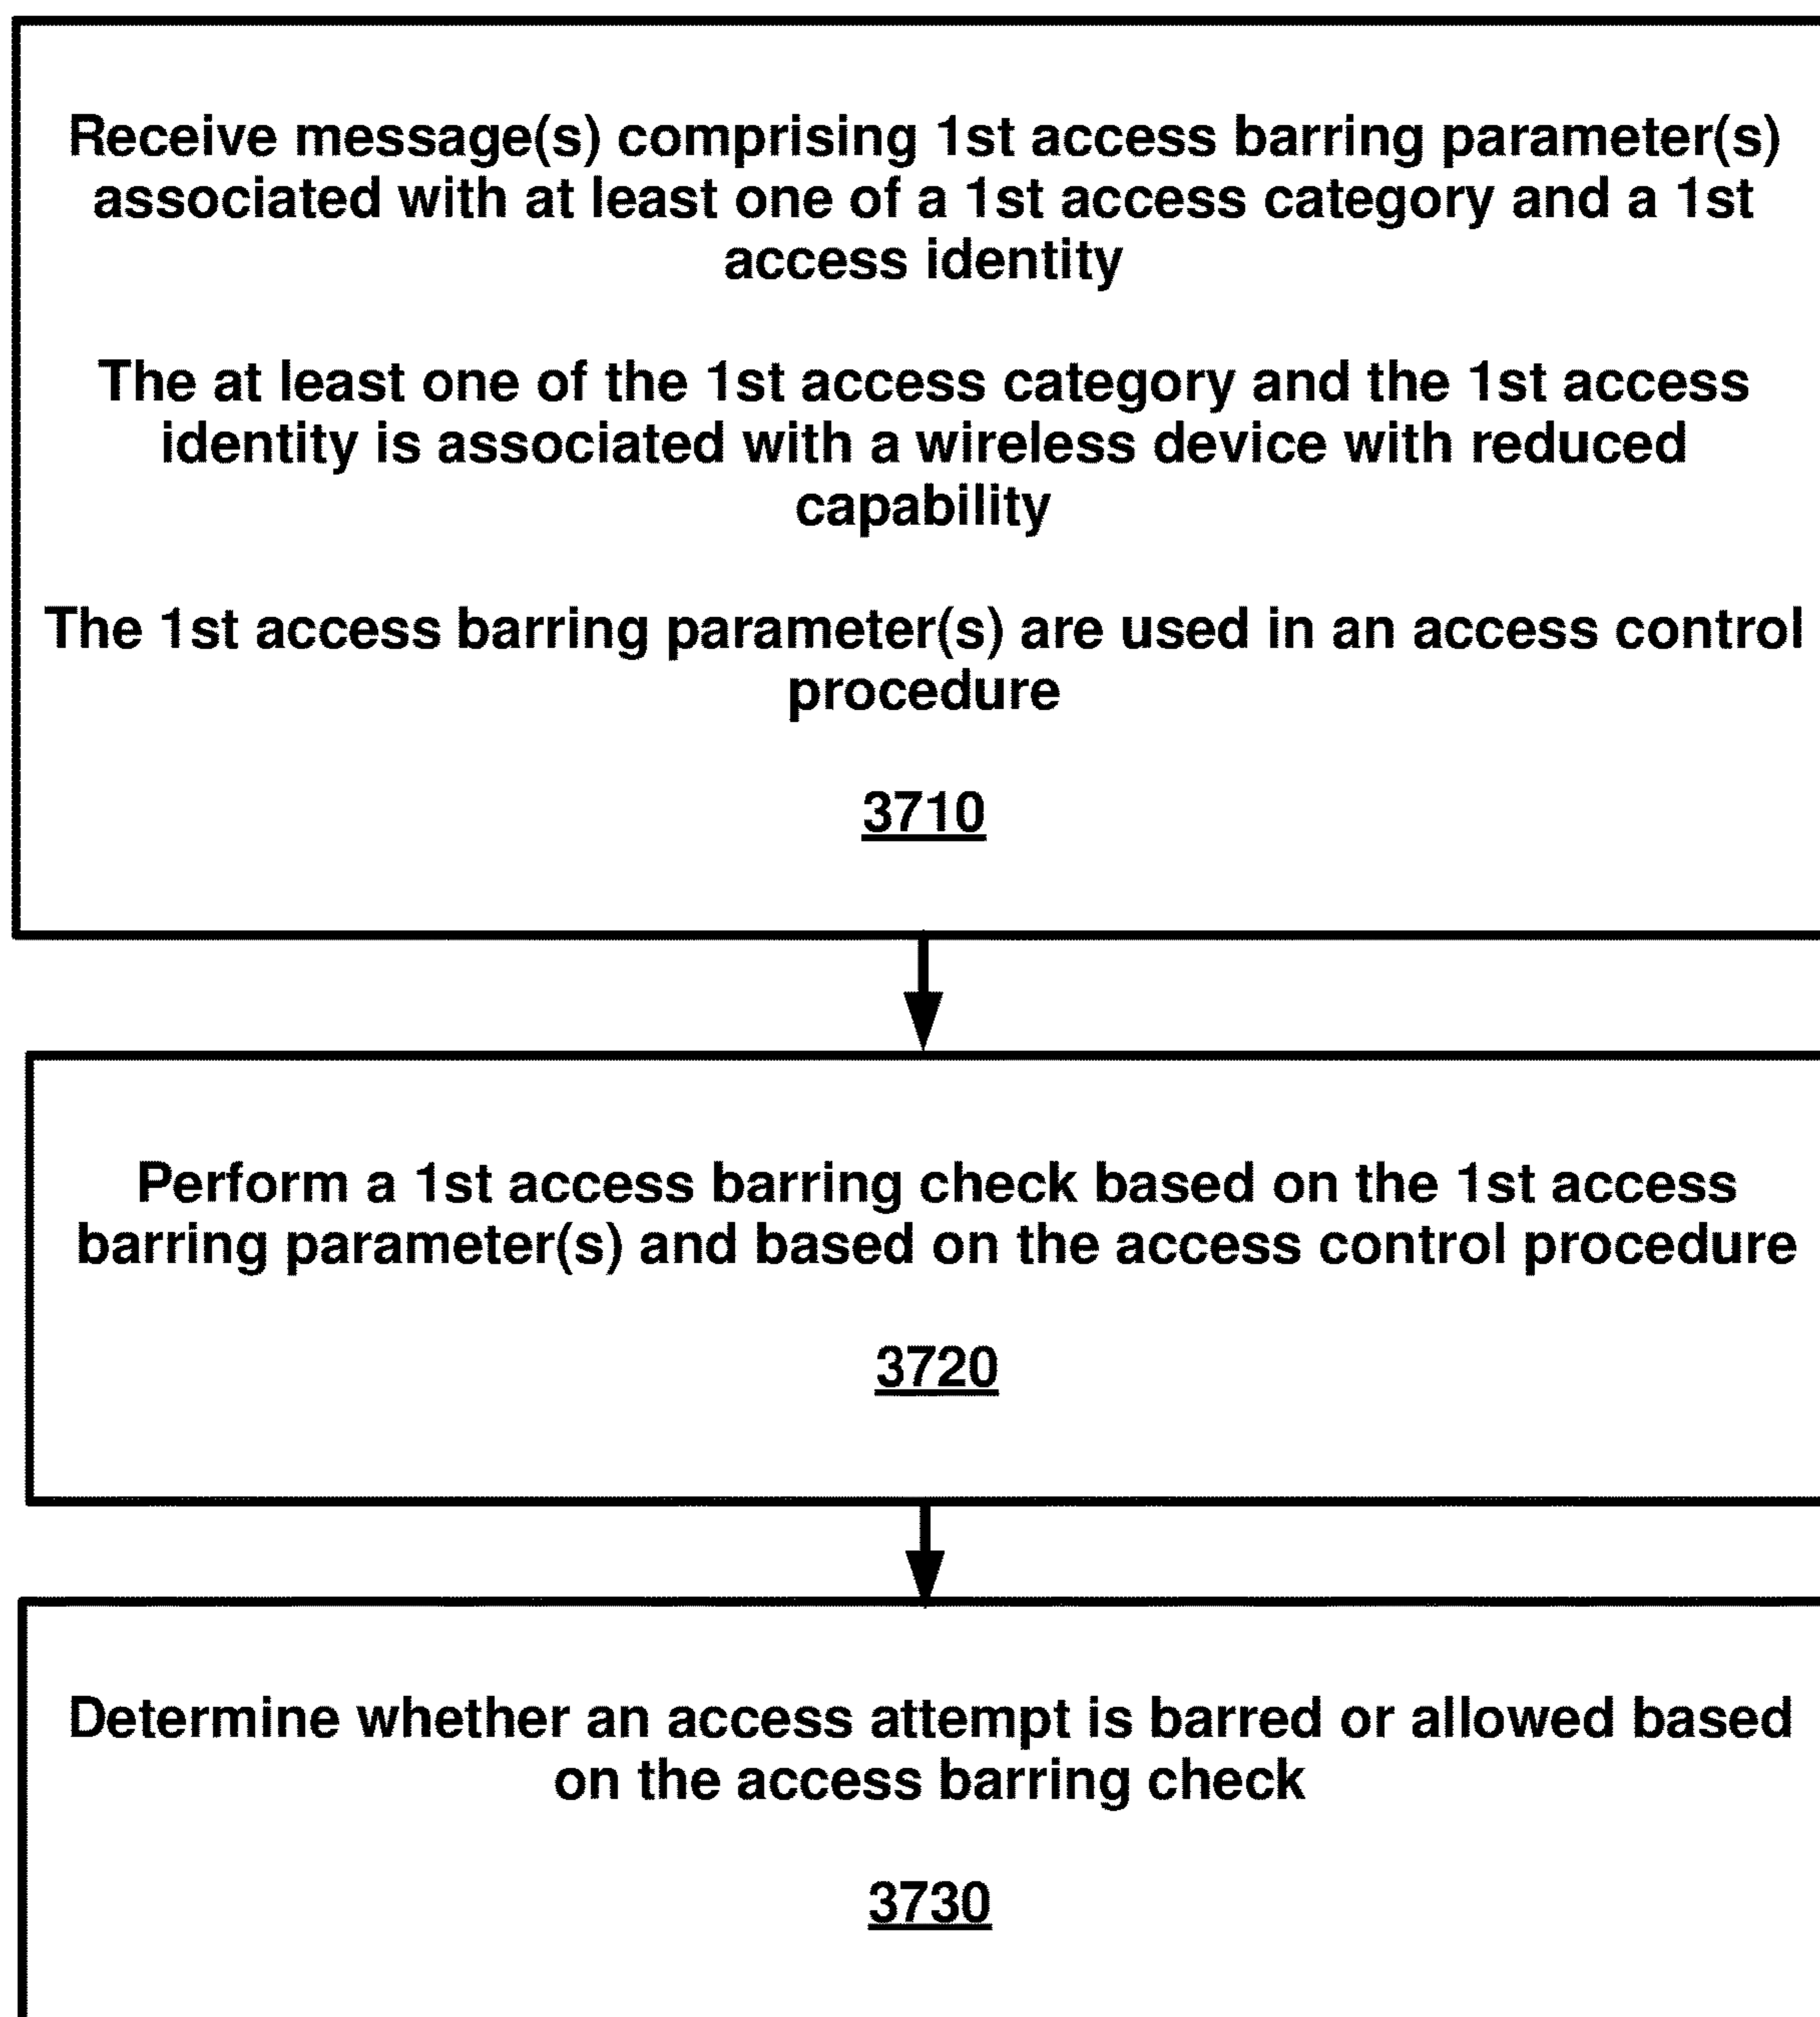 Receive message(s) comprising 1st access barring parameter(s)
associated with at least one of a 1st access category and a 1st
access identity
The at least one of the 1st access category and the 1st access
identity is associated with a wireless device with reduced
capability
The 1st access barring parameter(s) are used in an access control
procedure
3710
Perform a 1st access barring check based on the 1st access
barring parameter(s) and based on the access control procedure
3720
Determine whether an access attempt is barred or allowed based
on the access barring check
3730